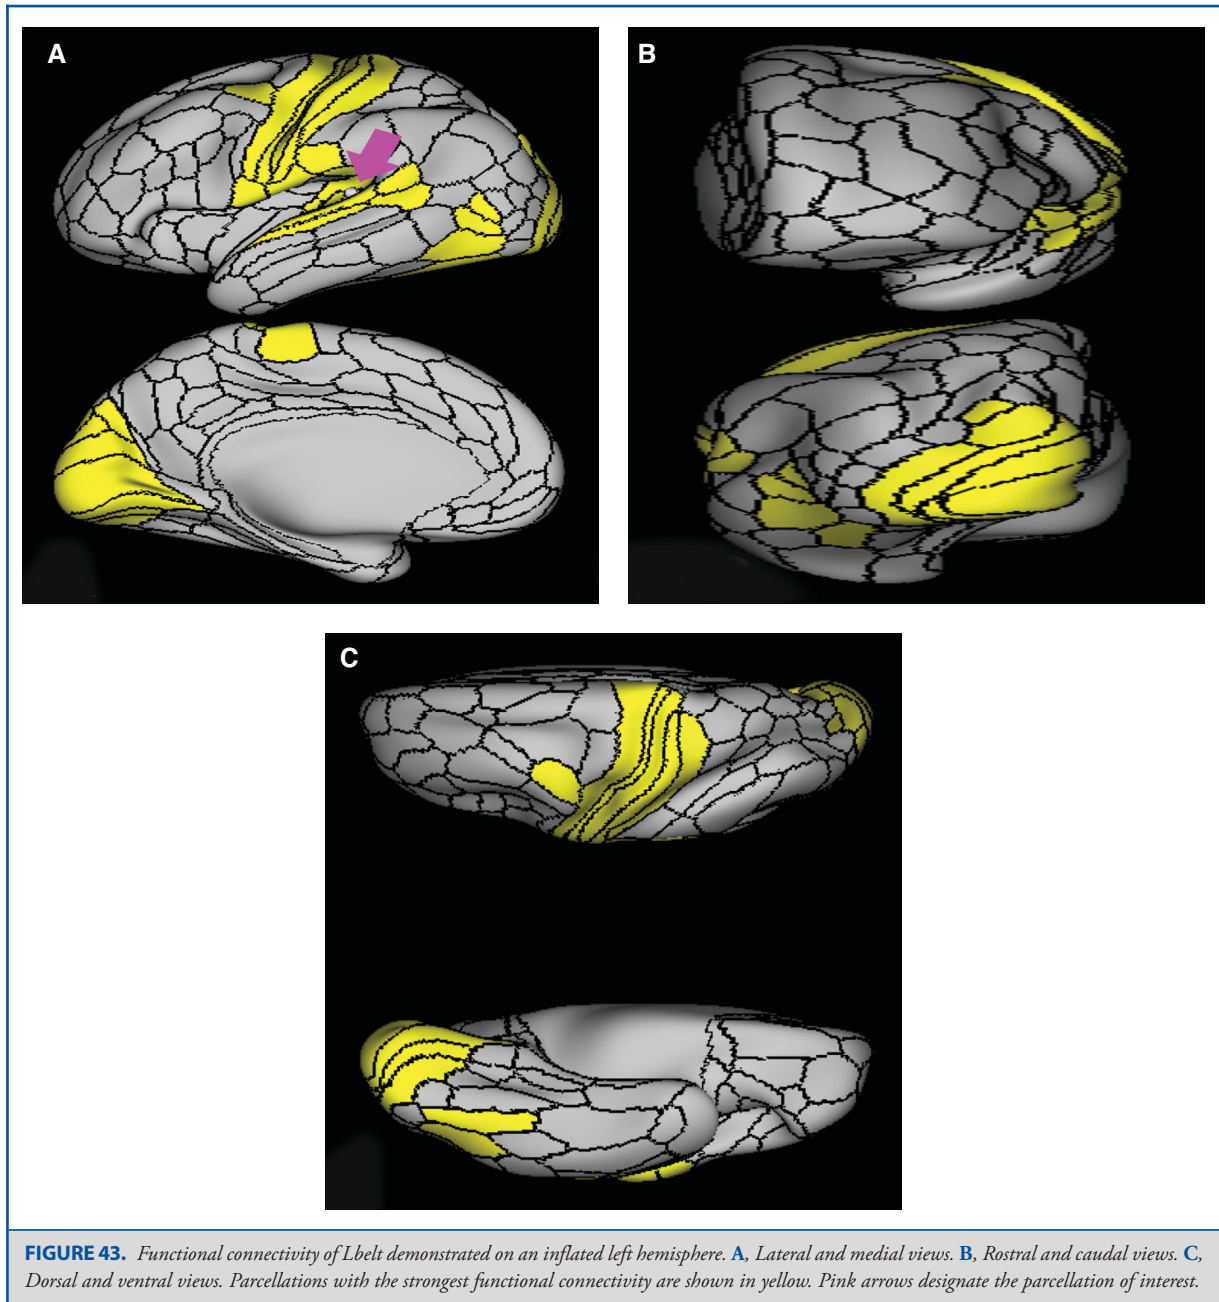 A
B
C
FIGURE 43. Functional connectivity of Lbelt demonstrated on an inflated left hemisphere. A, Lateral and medial views. B, Rostral and caudal views. C,
Dorsal and ventral views. Parcellations with the strongest functional connectivity are shown in yellow. Pink arrows designate the parcellation of interest.